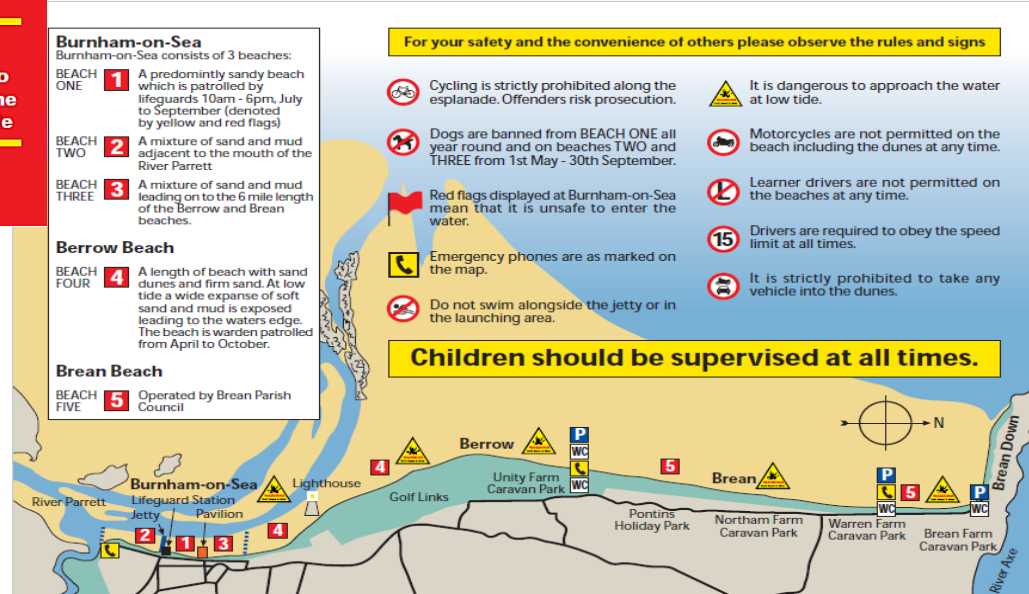 o
ne
e
Burnham-on-Sea
Burnham-on-Sea consists of 3 beaches:
BEACH ONE
1
A predomintly sandy beach
which is patrolled by
lifeguards 10am - 6pm, July
to September (denoted
by yellow and red flags)
BEACH TWO
2
A mixture of sand and mud
adjacent to the mouth of the
River Parrett
BEACH THREE
3
A mixture of sand and mud
leading on to the 6 mile length
of the Berrow and Brean
beaches.
Berrow Beach
BEACH FOUR
4
A length of beach with sand
dunes and firm sand. At low
tide a wide expanse of soft
sand and mud is exposed
leading to the waters edge.
The beach is warden patrolled
from April to October.
Brean Beach
BEACH FIVE
5
Operated by Brean Parish
Council
For your safety and the convenience of others please observe the rules and signs
Cycling is strictly prohibited along the
esplanade. Offenders risk prosecution.
Dogs are banned from BEACH ONE all
year round and on beaches TWO and
THREE from 1st May - 30th September.
Red flags displayed at Burnham-on-Sea
mean that it is unsafe to enter the
water.
Emergency phones are as marked on
the map.
Do not swim alongside the jetty or in
the launching area.
It is dangerous to approach the water
at low tide.
Motorcycles are not permitted on the
beach including the dunes at any time.
L
Learner drivers are not permitted on
the beaches at any time.
15
Drivers are required to obey the speed
limit at all times.
It is strictly prohibited to take any
vehicle into the dunes.
Children should be supervised at all times.
N
Brean Down
River Axe
P
WC
WC
Berrow
4
Unity Farm
Caravan Park
Golf Links
5
Brean
P
WC
5
P
WC
Pontins
Holiday Park
Northam Farm
Caravan Park
Warren Farm
Caravan Park
Brean Farm
Caravan Park
Burnham-on-Sea
Lighthouse
River Parrett
Lifeguard Station
Jetty
Pavilion
2
1
3
4